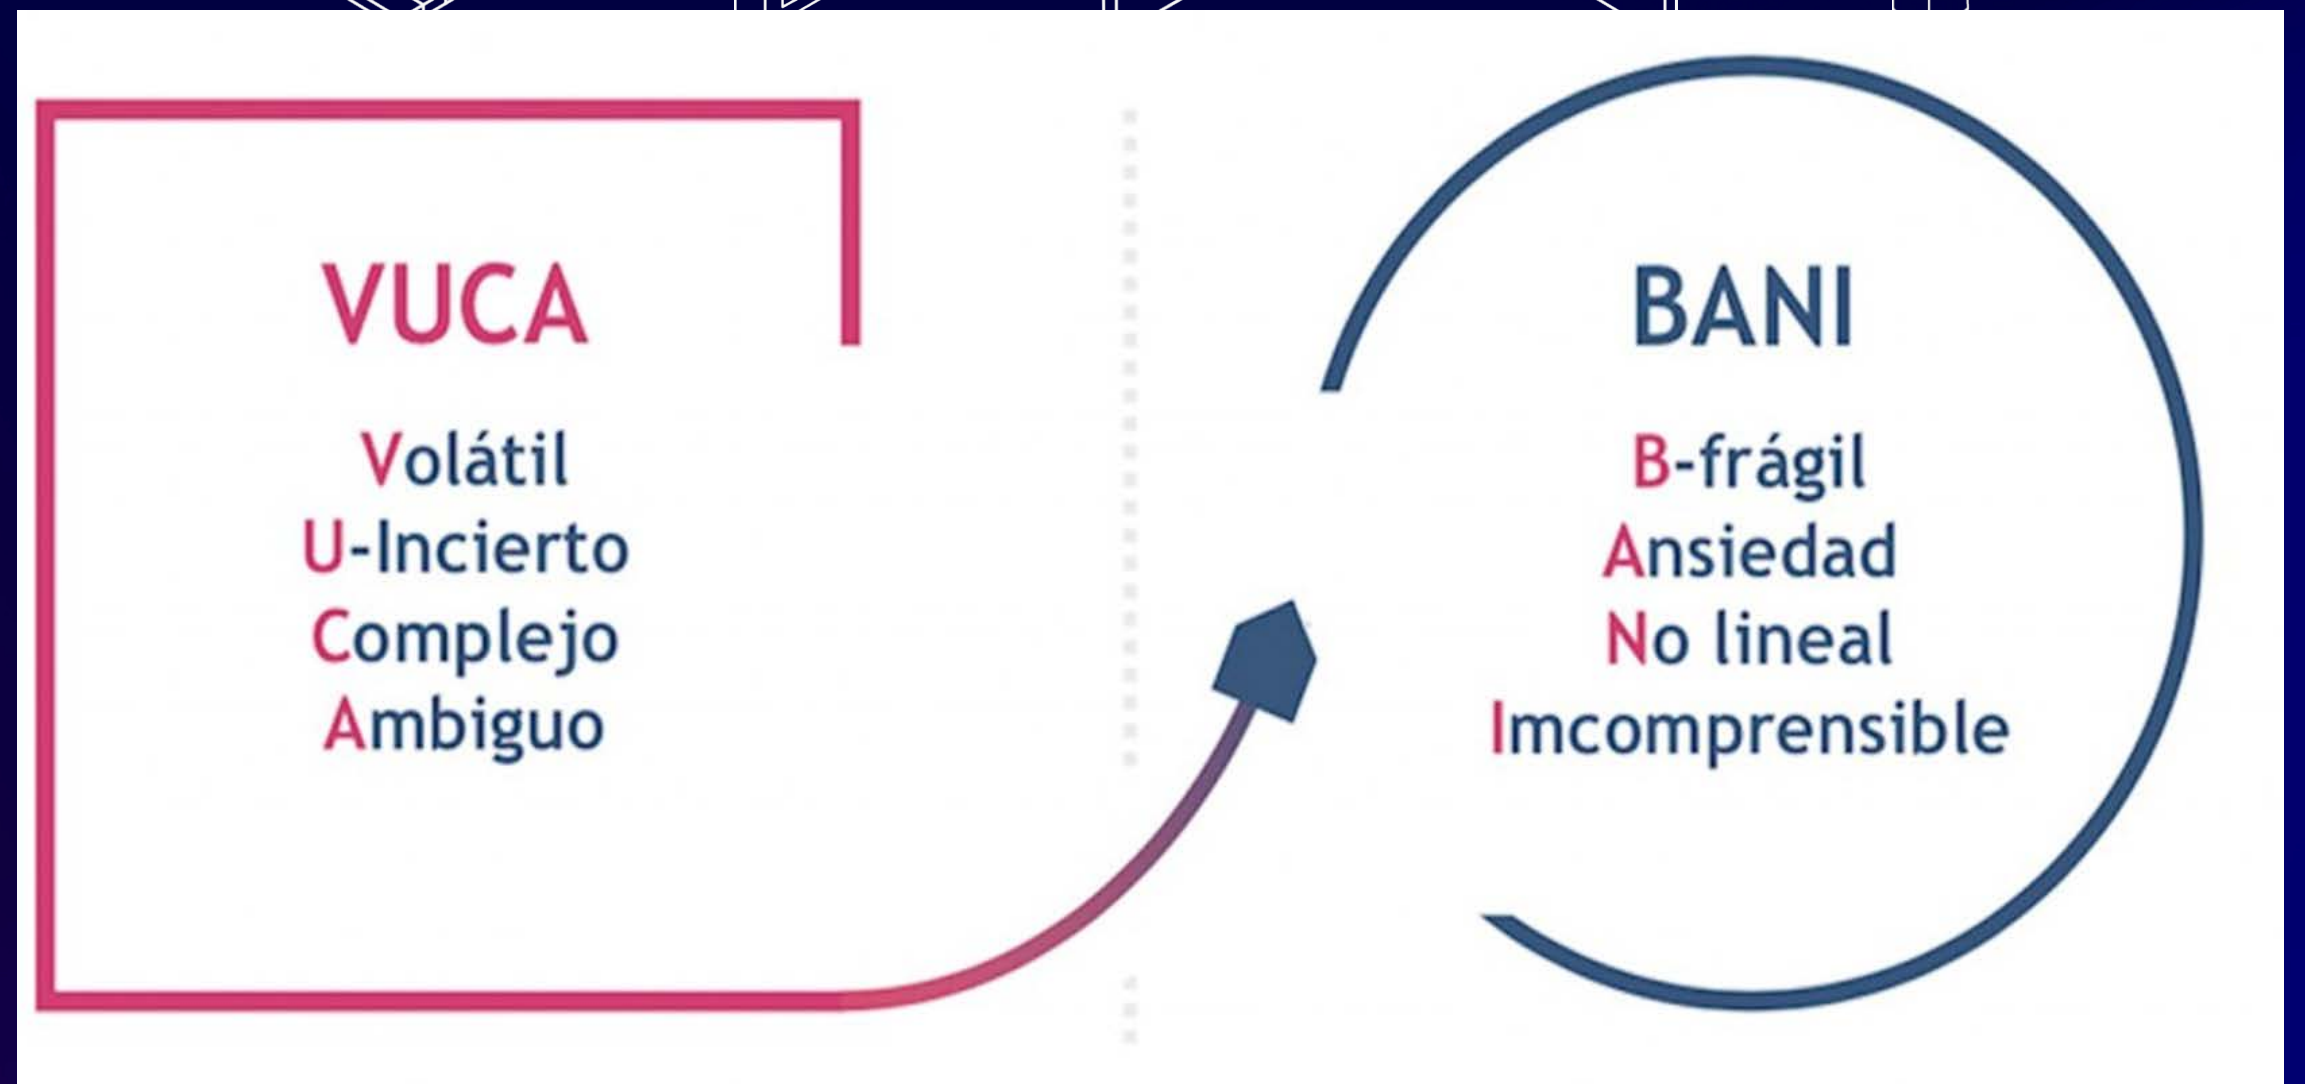 VUCA
Volátil
U-Incierto
Complejo
Ambiguo
BANI
B-frágil
Ansiedad
No lineal
Imcomprensible